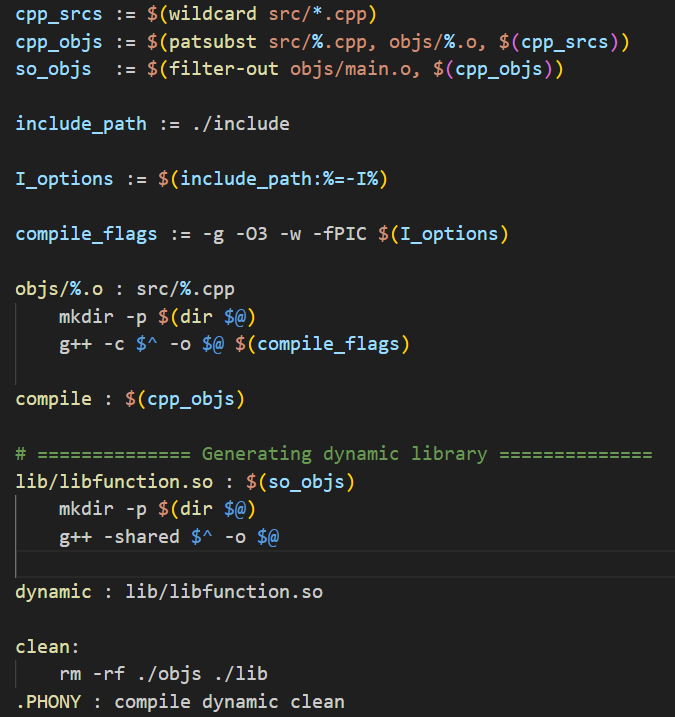 cpp_srcs := $(wildcard src/*.cpp)
cpp_objs := $(patsubst src/%.cpp, objs/%.o, $(cpp_srcs))
so_objs  := $(filter-out objs/main.o, $(cpp_objs))
include_path := ./include
I_options := $(include_path:%=-I%)
compile_flags := -g -O3 -w -fPIC $(I_options)
objs/%.o : src/%.cpp
    mkdir -p $(dir $@)
    g++ -c $^ -o $@ $(compile_flags)
compile : $(cpp_objs)
# ============== Generating dynamic library ==============
lib/libfunction.so : $(so_objs)
    mkdir -p $(dir $@)
    g++ -shared $^ -o $@
dynamic : lib/libfunction.so
clean:
    rm -rf ./objs ./lib
.PHONY : compile dynamic clean